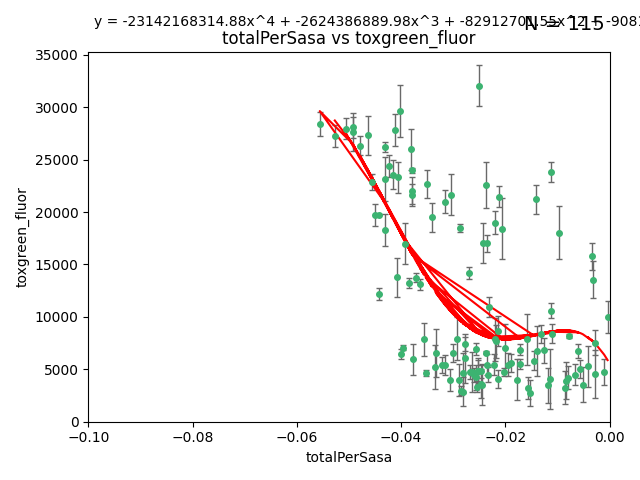 y = -23142168314.88x^4 + -2624386889.98x^3 + -82912701.55x^2 + -9081
N = 115
totalPerSasa vs toxgreen_fluor
35000
30000
25000
20000
15000
10000
5000
0
toxgreen_fluor
−0.10 −0.08 −0.06 −0.04 −0.02 0.00
totalPerSasa